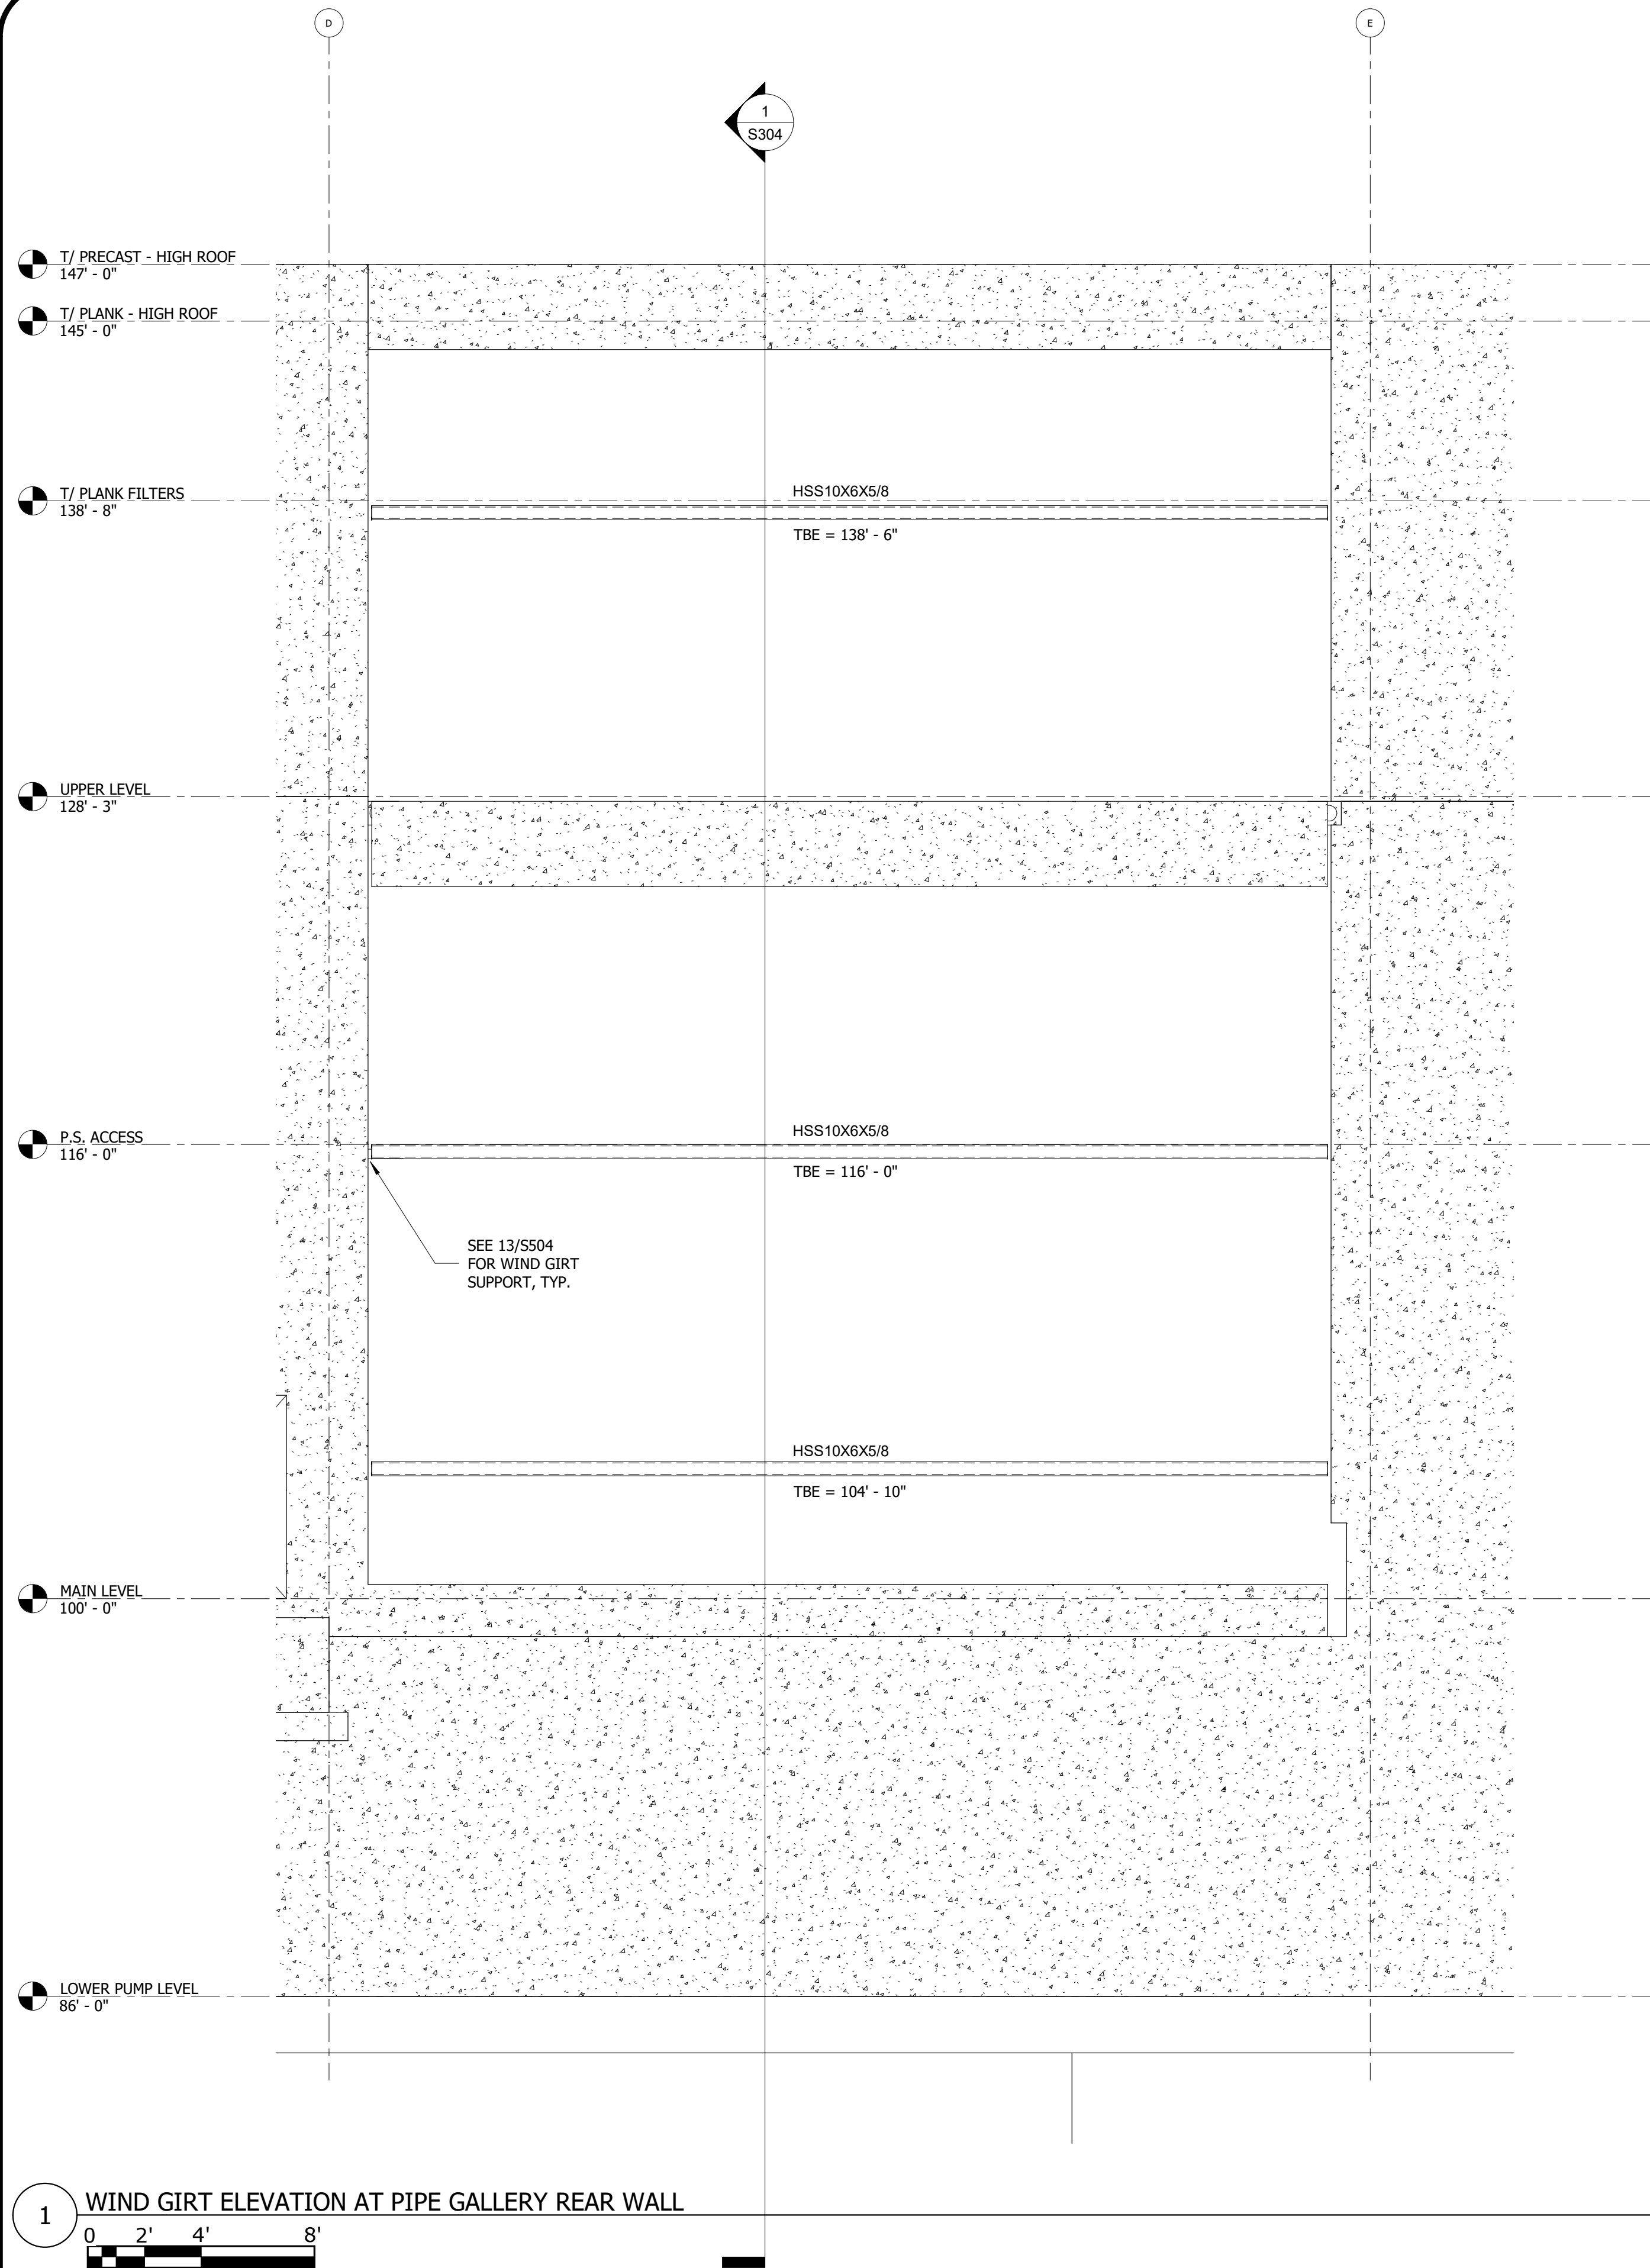 D
E
1
S304
T/ PRECAST - HIGH ROOF
147' - 0"
T/ PLANK - HIGH ROOF
145' - 0"
T/ PLANK FILTERS
138' - 8"
HSS10X6X5/8
TBE = 138' - 6"
UPPER LEVEL
128' - 3"
P.S. ACCESS
116' - 0"
HSS10X6X5/8
TBE = 116' - 0"
SEE 13/S504
FOR WIND GIRT
SUPPORT, TYP.
HSS10X6X5/8
TBE = 104' - 10"
MAIN LEVEL
100' - 0"
LOWER PUMP LEVEL
86' - 0"
1
WIND GIRT ELEVATION AT PIPE GALLERY REAR WALL
0 2' 4' 8'